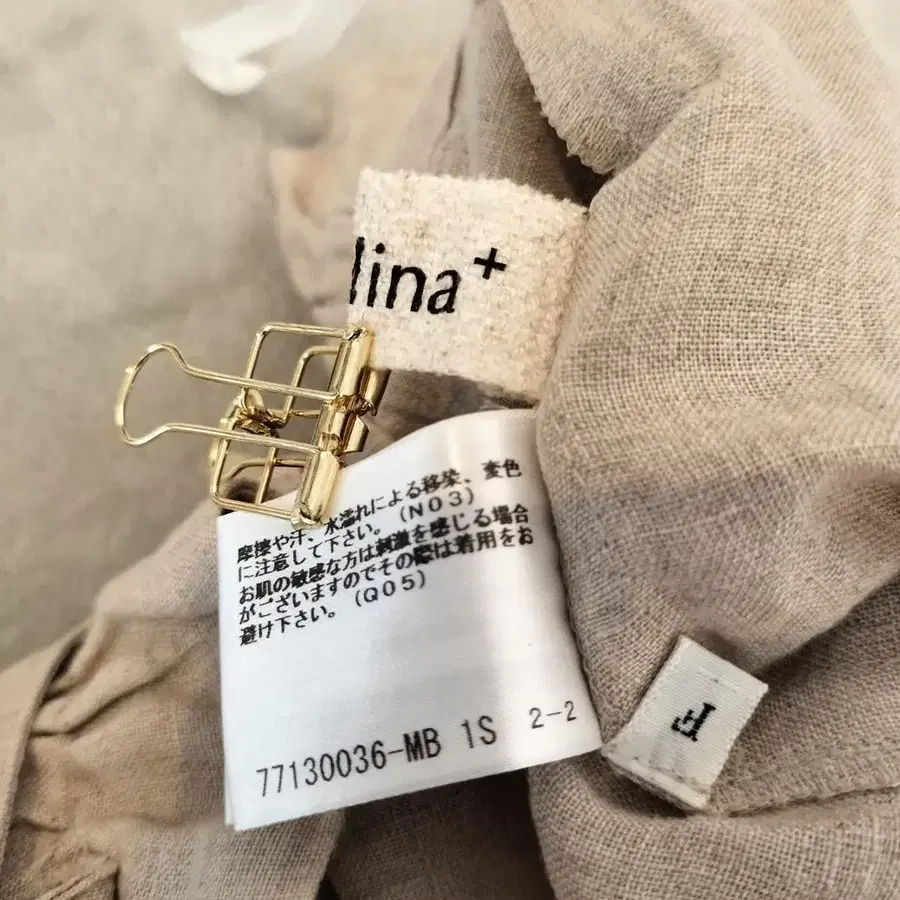 lina+
摩擦や汗、水濡れによる移染、変色
に注意して下さい。(N03)
お肌の敏感な方は刺激を感じる場合
がございますのでその際は着用をお
避け下さい。(Q05)
77130036-MB 1S 2-2
F